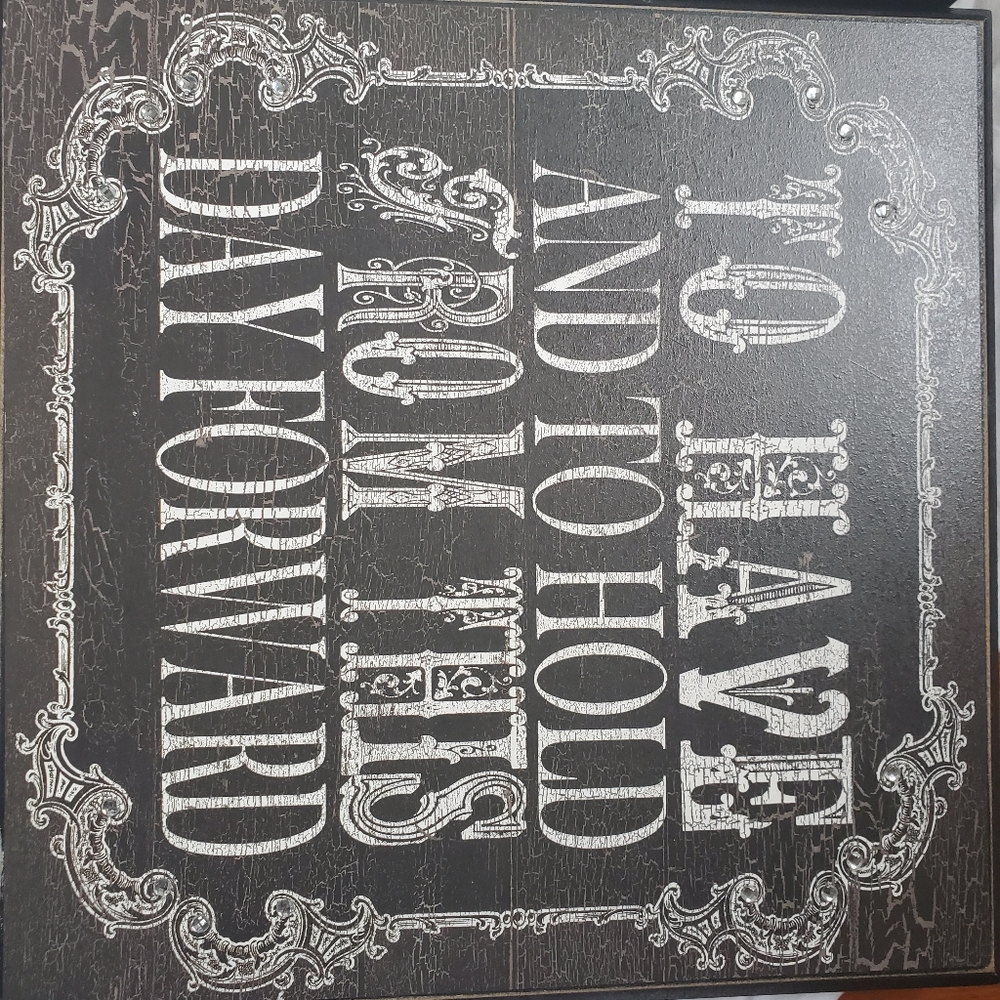 TO HAVE
AND TO HOLD
FROM THIS
DAY FORWARD